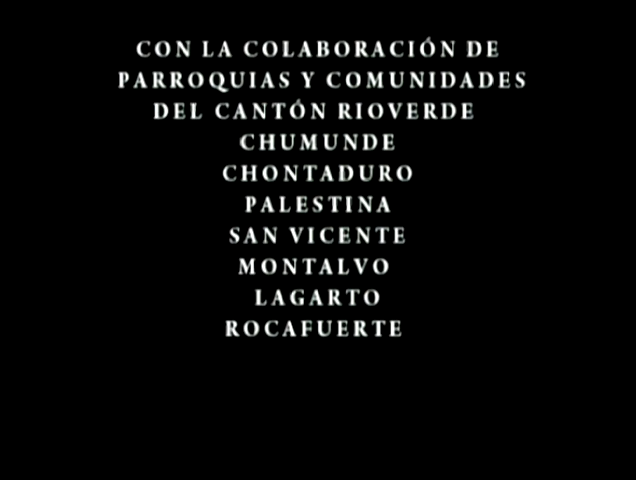 CON LA COLABORACIÓN DE
PARROQUIAS Y COMUNIDADES
DEL CANTÓN RIOVERDE
CHUMUNDE
CHONTADURO
PALESTINA
SAN VICENTE
MONTALVO
LAGARTO
ROCAFUERTE